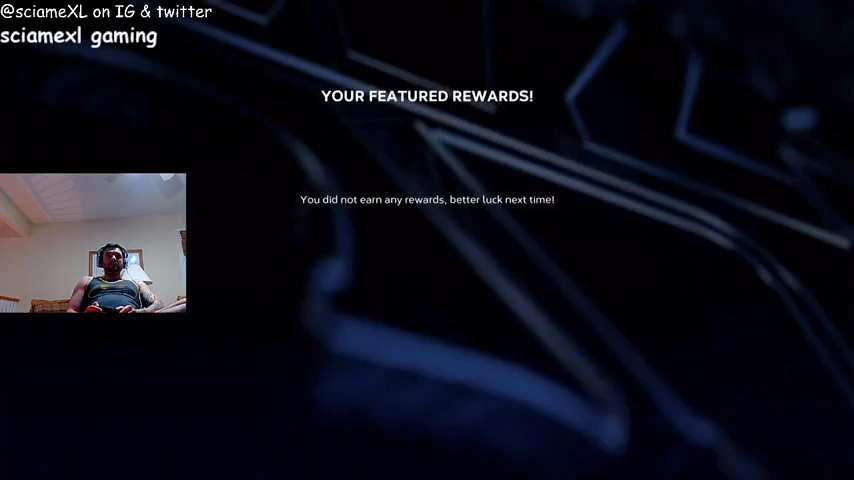 @sciameXL on IG & twitter
sciamexl gaming
YOUR FEATURED REWARDS!
You did not earn any rewards, better luck next time!